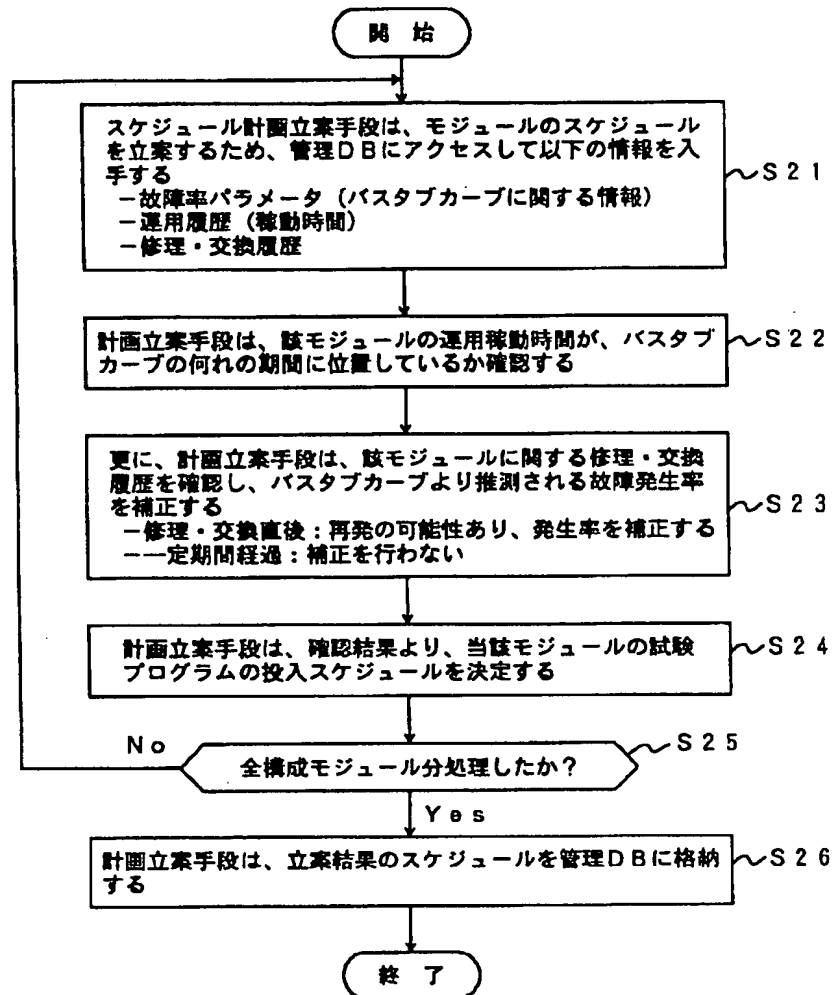 開 始
スケジュール計画立案手段は、モジュールのスケジュール
を立案するため、管理DBにアクセスして以下の情報を入
手する
－故障率パラメータ（バスタブカーブに関する情報）
－運用履歴（稼動時間）
－修理・交換履歴
S21
計画立案手段は、該モジュールの運用稼動時間が、バスタブ
カーブの何れの期間に位置しているか確認する
S22
更に、計画立案手段は、該モジュールに関する修理・交換
履歴を確認し、バスタブカーブより推測される故障発生率
を補正する
－修理・交換直後：再発の可能性あり、発生率を補正する
－一定期間経過：補正を行わない
S23
計画立案手段は、確認結果より、当該モジュールの試験
プログラムの投入スケジュールを決定する
S24
No
全構成モジュール分処理したか？
S25
Yes
計画立案手段は、立案結果のスケジュールを管理DBに格納
する
S26
終 了